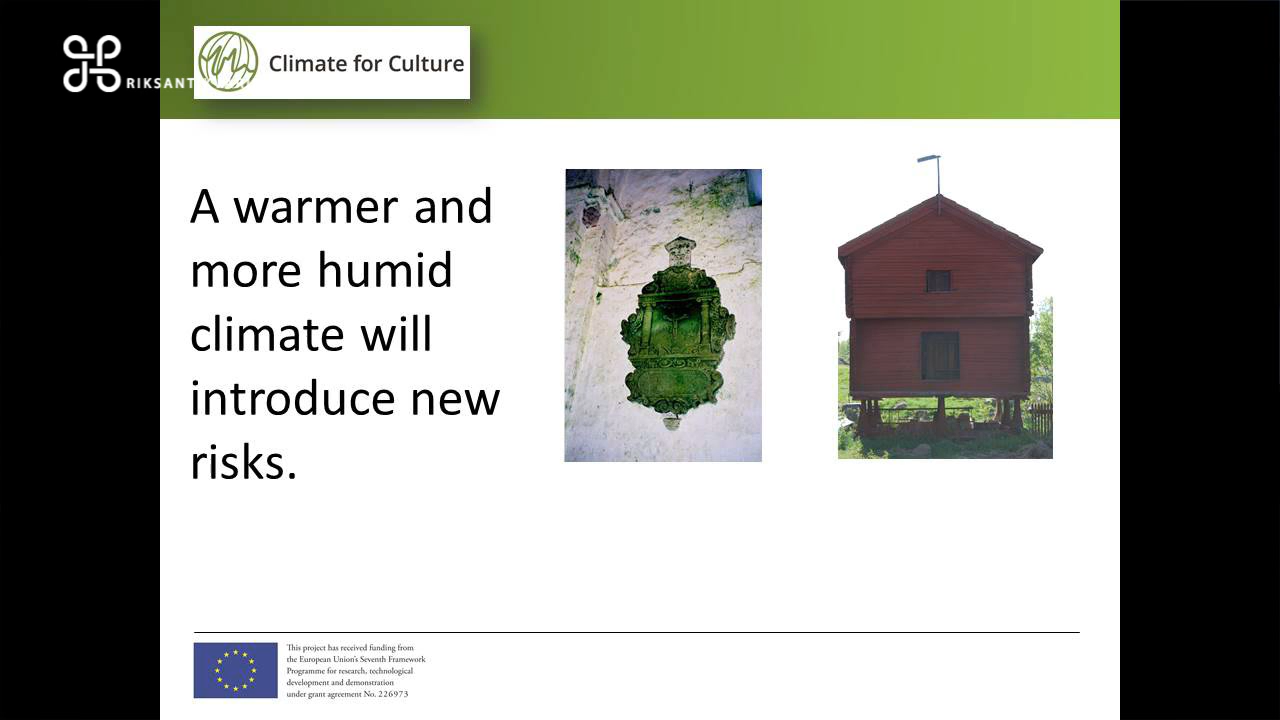 Climate for Culture
RIKSANT
A warmer and
more humid
climate will
introduce new
risks.
This project has received funding from
the European Union's Seventh Framework
Programme for research, technological
development and demonstration
under grant agreement No. 226973